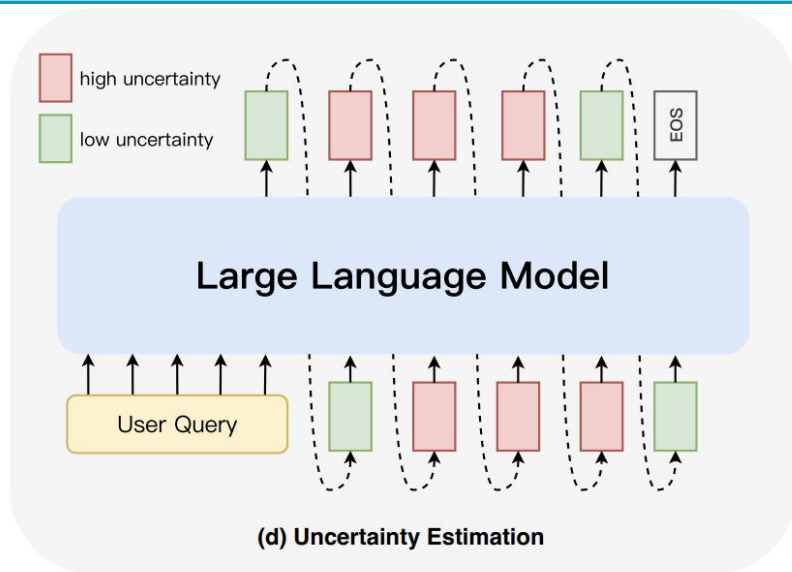 high uncertainty
low uncertainty
EOS
Large Language Model
User Query
(d) Uncertainty Estimation